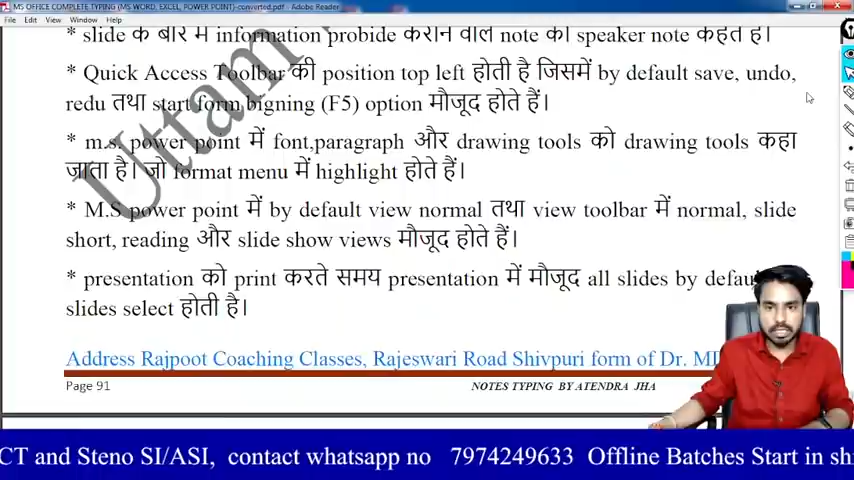 MS OFFICE COMPLETE TYPING (MS WORD, EXCEL, POWER POINT)-converted.pdf - Adobe Reader
File Edit View Window Help
* slide के बारे में information probide कराने वाले note को speaker note कहते हैं।
* Quick Access Toolbar की position top left होती है जिसमें by default save, undo,
redu तथा start form bigning (F5) option मौजूद होते हैं।
* m.s. power point में font,paragraph और drawing tools को drawing tools कहा
जाता है। जो format menu में highlight होते हैं।
* M.S power point में by default view normal तथा view toolbar में normal, slide
short, reading और slide show views मौजूद होते हैं।
* presentation को print करते समय presentation में मौजूद all slides by defau
slides select होती है।
Address Rajpoot Coaching Classes, Rajeswari Road Shivpuri form of Dr. M
Page 91 NOTES TYPING BY ATENDRA JHA
Uttam
CT and Steno SI/ASI, contact whatsapp no 7974249633 Offline Batches Start in sh